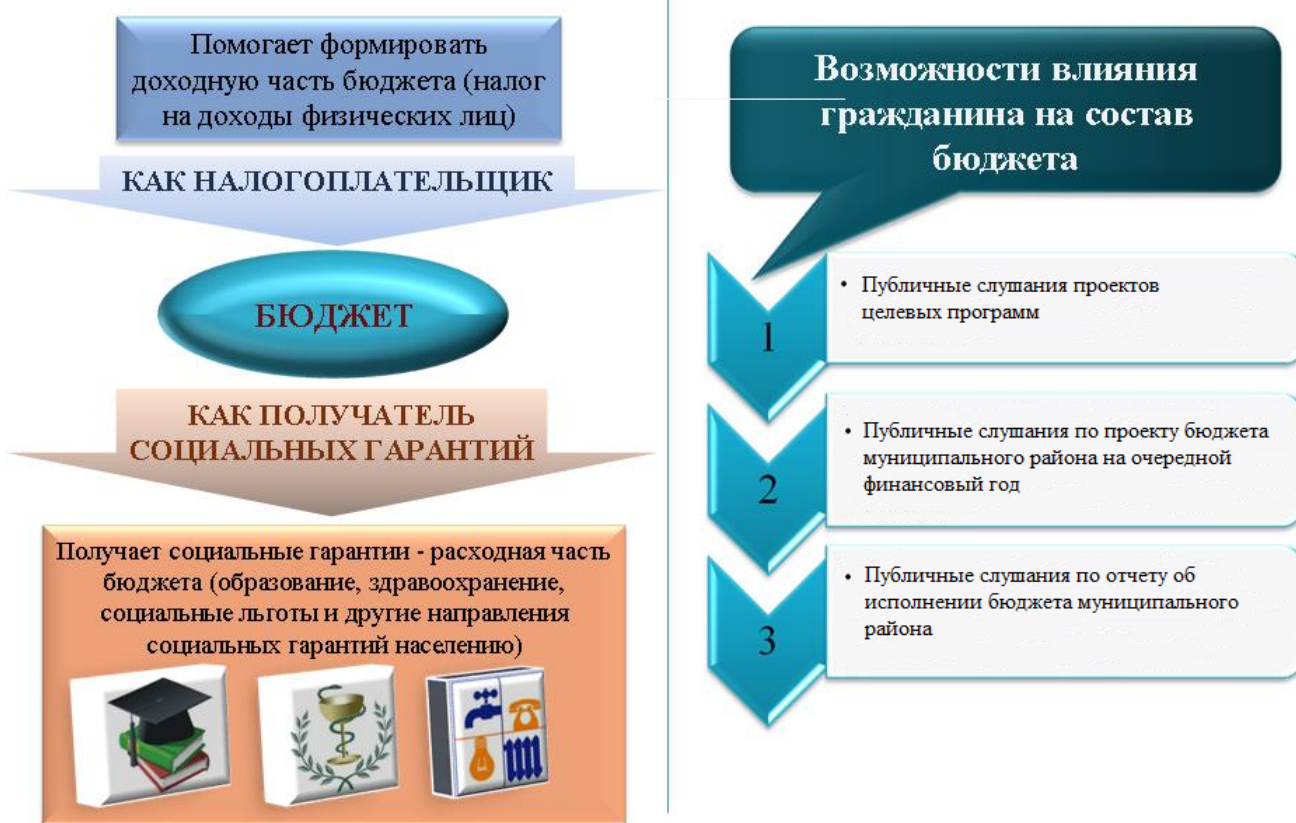 Помогает формировать
доходную часть бюджета (налог
на доходы физических лиц)
КАК НАЛОГОПЛАТЕЛЬЩИК
БЮДЖЕТ
КАК ПОЛУЧАТЕЛЬ
СОЦИАЛЬНЫХ ГАРАНТИЙ
Получает социальные гарантии - расходная часть
бюджета (образование, здравоохранение,
социальные льготы и другие направления
социальных гарантий населению)
Возможности влияния
гражданина на состав
бюджета
1
• Публичные слушания проектов
целевых программ
2
• Публичные слушания по проекту бюджета
муниципального района на очередной
финансовый год
3
• Публичные слушания по отчету об
исполнении бюджета муниципального
района